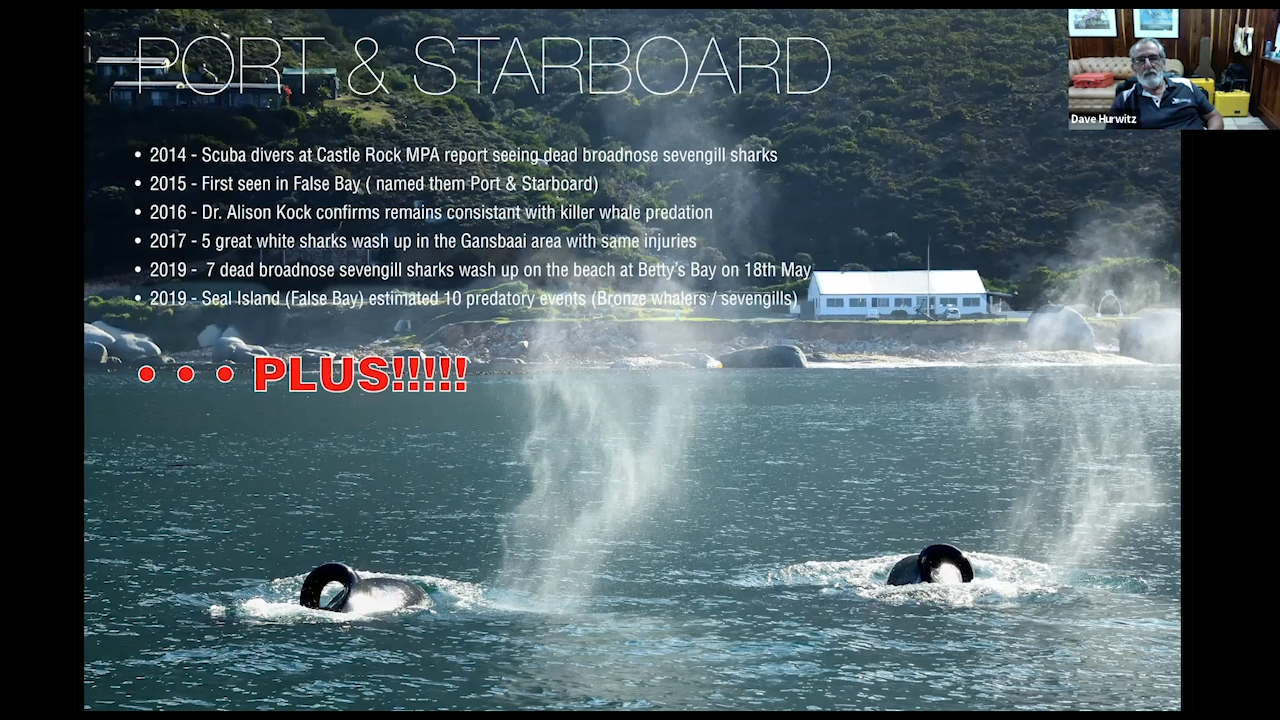 PORT & STARBOARD
• 2014 - Scuba divers at Castle Rock MPA report seeing dead broadnose sevengill sharks
• 2015 - First seen in False Bay ( named them Port & Starboard)
• 2016 - Dr. Alison Kock confirms remains consistant with killer whale predation
• 2017 - 5 great white sharks wash up in the Gansbaai area with same injuries
• 2019 -  7 dead broadnose sevengill sharks wash up on the beach at Betty's Bay on 18th May
• 2019 - Seal Island (False Bay) estimated 10 predatory events (Bronze whalers / sevengills)
• • • PLUS!!!!!
Dave Hurwitz